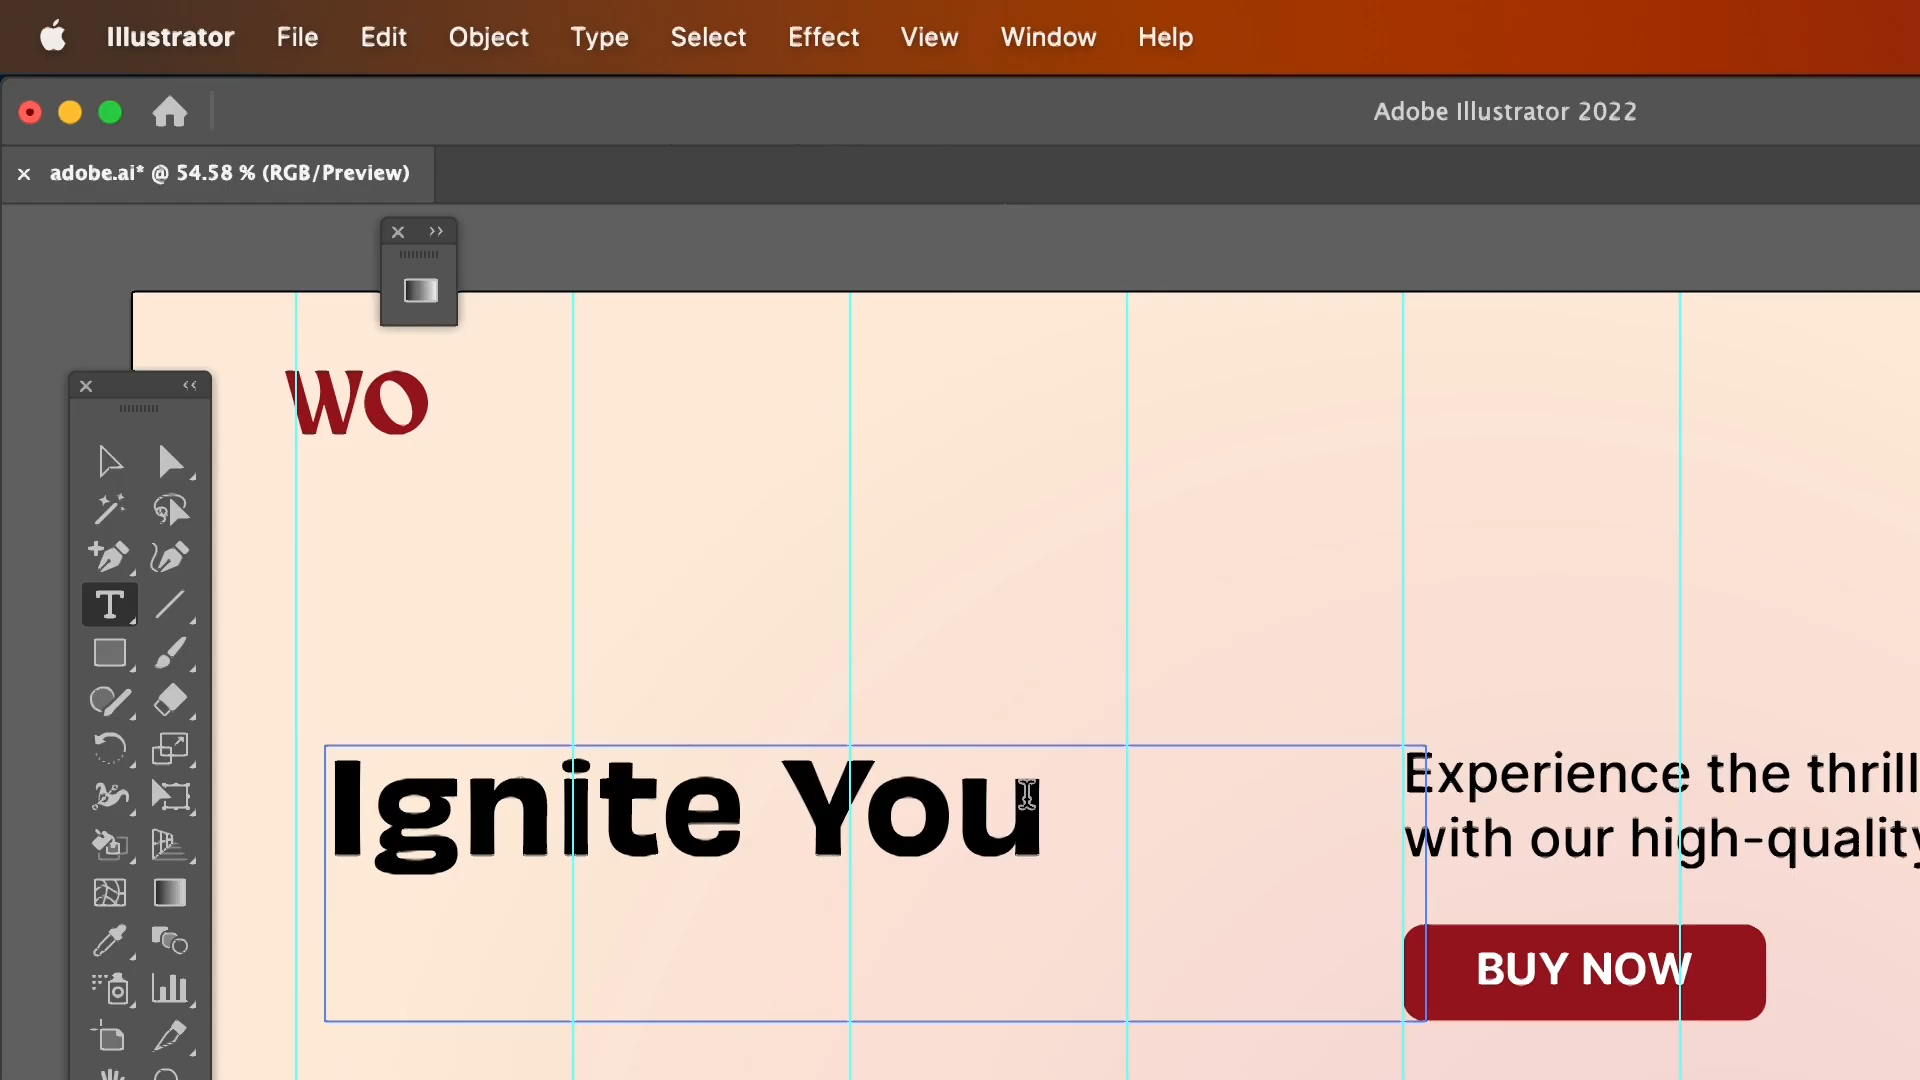 Illustrator File Edit Object Type Select Effect View Window Help
Adobe Illustrator 2022
adobe.ai* @ 54.58 % (RGB/Preview)
WO
Ignite You
Experience the thrill
with our high-quality
BUY NOW